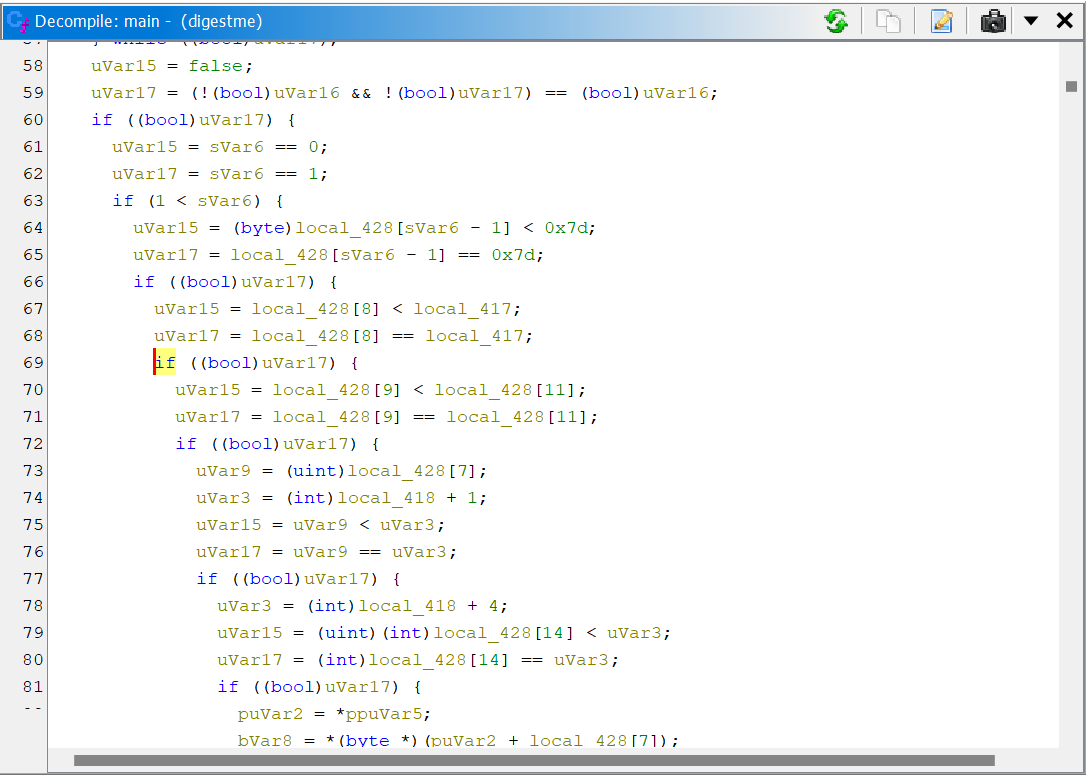 Decompile: main - (digestme)
58 uVar15 = false;
59 uVar17 = (!(bool)uVar16 && !(bool)uVar17) == (bool)uVar16;
60 if ((bool)uVar17) {
61 uVar15 = sVar6 == 0;
62 uVar17 = sVar6 == 1;
63 if (1 < sVar6) {
64 uVar15 = (byte)local_428[sVar6 - 1] < 0x7d;
65 uVar17 = local_428[sVar6 - 1] == 0x7d;
66 if ((bool)uVar17) {
67 uVar15 = local_428[8] < local_417;
68 uVar17 = local_428[8] == local_417;
69 if ((bool)uVar17) {
70 uVar15 = local_428[9] < local_428[11];
71 uVar17 = local_428[9] == local_428[11];
72 if ((bool)uVar17) {
73 uVar9 = (uint)local_428[7];
74 uVar3 = (int)local_418 + 1;
75 uVar15 = uVar9 < uVar3;
76 uVar17 = uVar9 == uVar3;
77 if ((bool)uVar17) {
78 uVar3 = (int)local_418 + 4;
79 uVar15 = (uint)(int)local_428[14] < uVar3;
80 uVar17 = (int)local_428[14] == uVar3;
81 if ((bool)uVar17) {
puVar2 = *ppuVar5;
bVar8 = *(byte *)(puVar2 + local_428[7]);